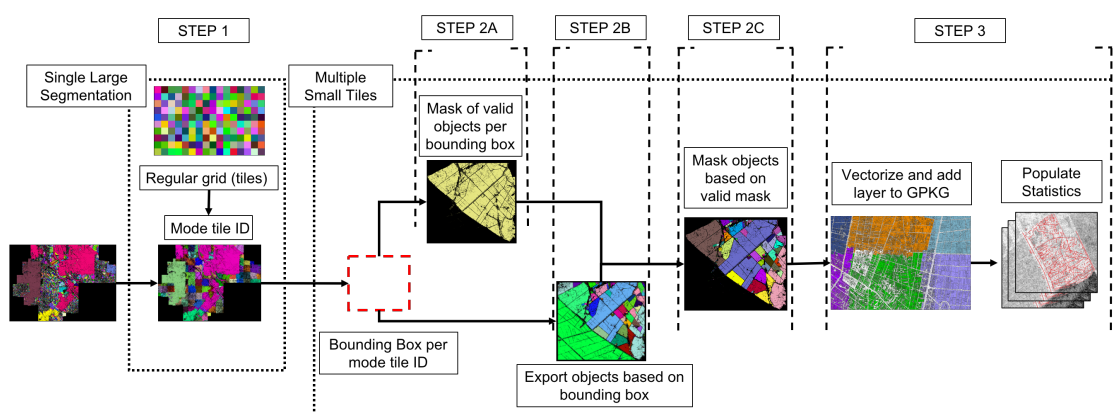 STEP 1
STEP 2A
STEP 2B
STEP 2C
STEP 3
Single Large
Segmentation
Multiple
Small Tiles
Regular grid (tiles)
Mode tile ID
Mask of valid
objects per
bounding box
Bounding Box per
mode tile ID
Export objects based on
bounding box
Mask objects
based on
valid mask
Vectorize and add
layer to GPKG
Populate
Statistics